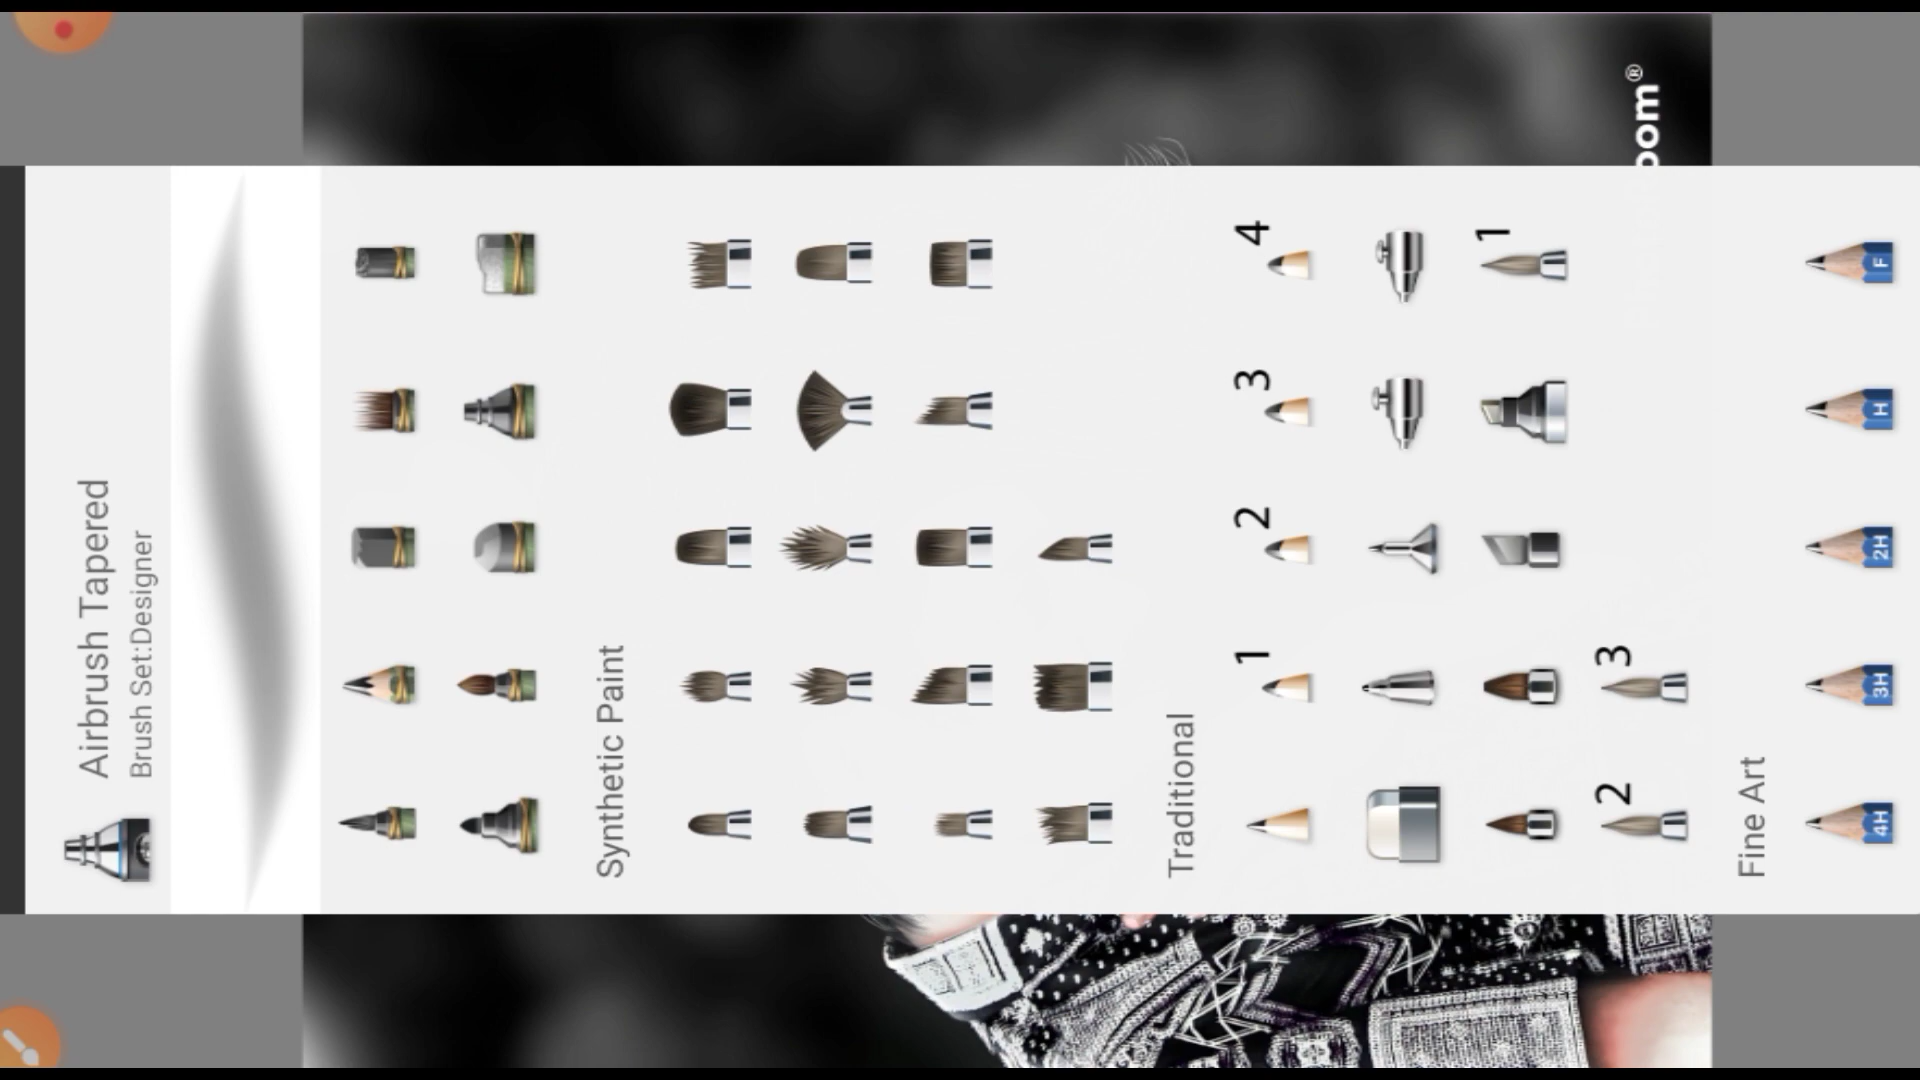 oom®
Airbrush Tapered
Brush Set:Designer
Synthetic Paint
Traditional
1 2 3 4
1
2 3
Fine Art
4H 3H 2H H F